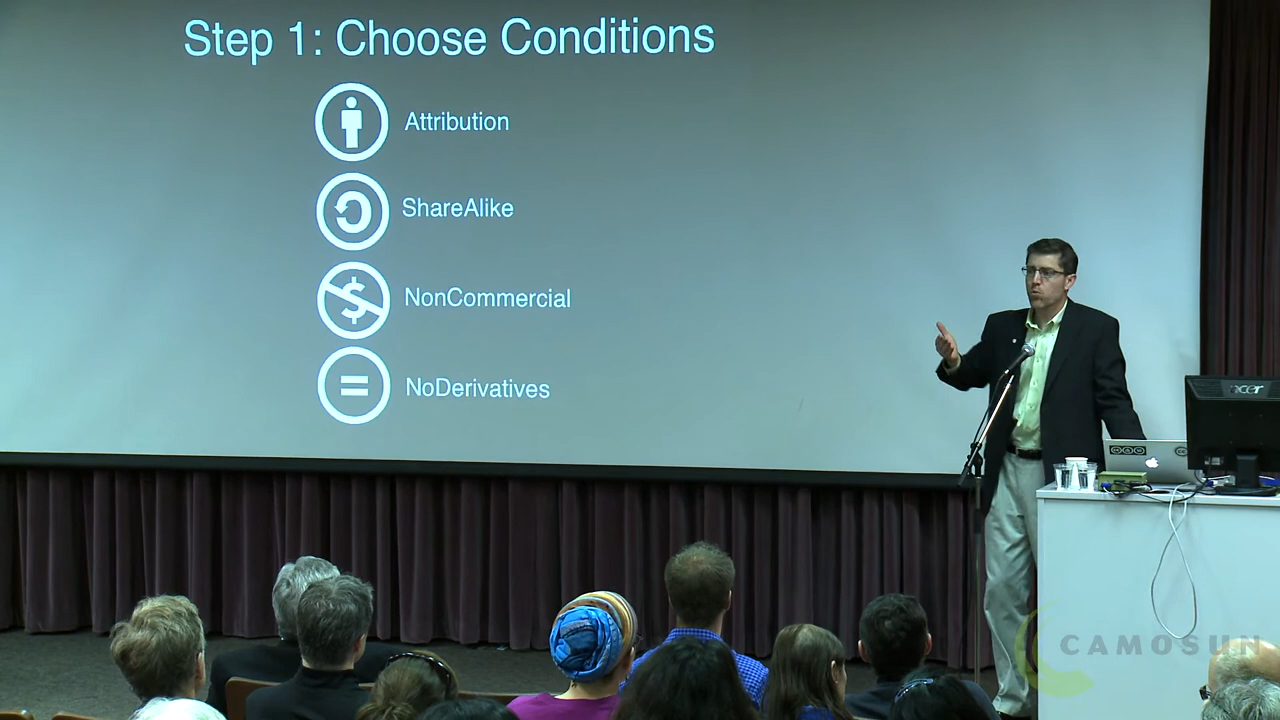 Step 1: Choose Conditions
Attribution
ShareAlike
$
NonCommercial
=
NoDerivatives
acer
CAMOSUN